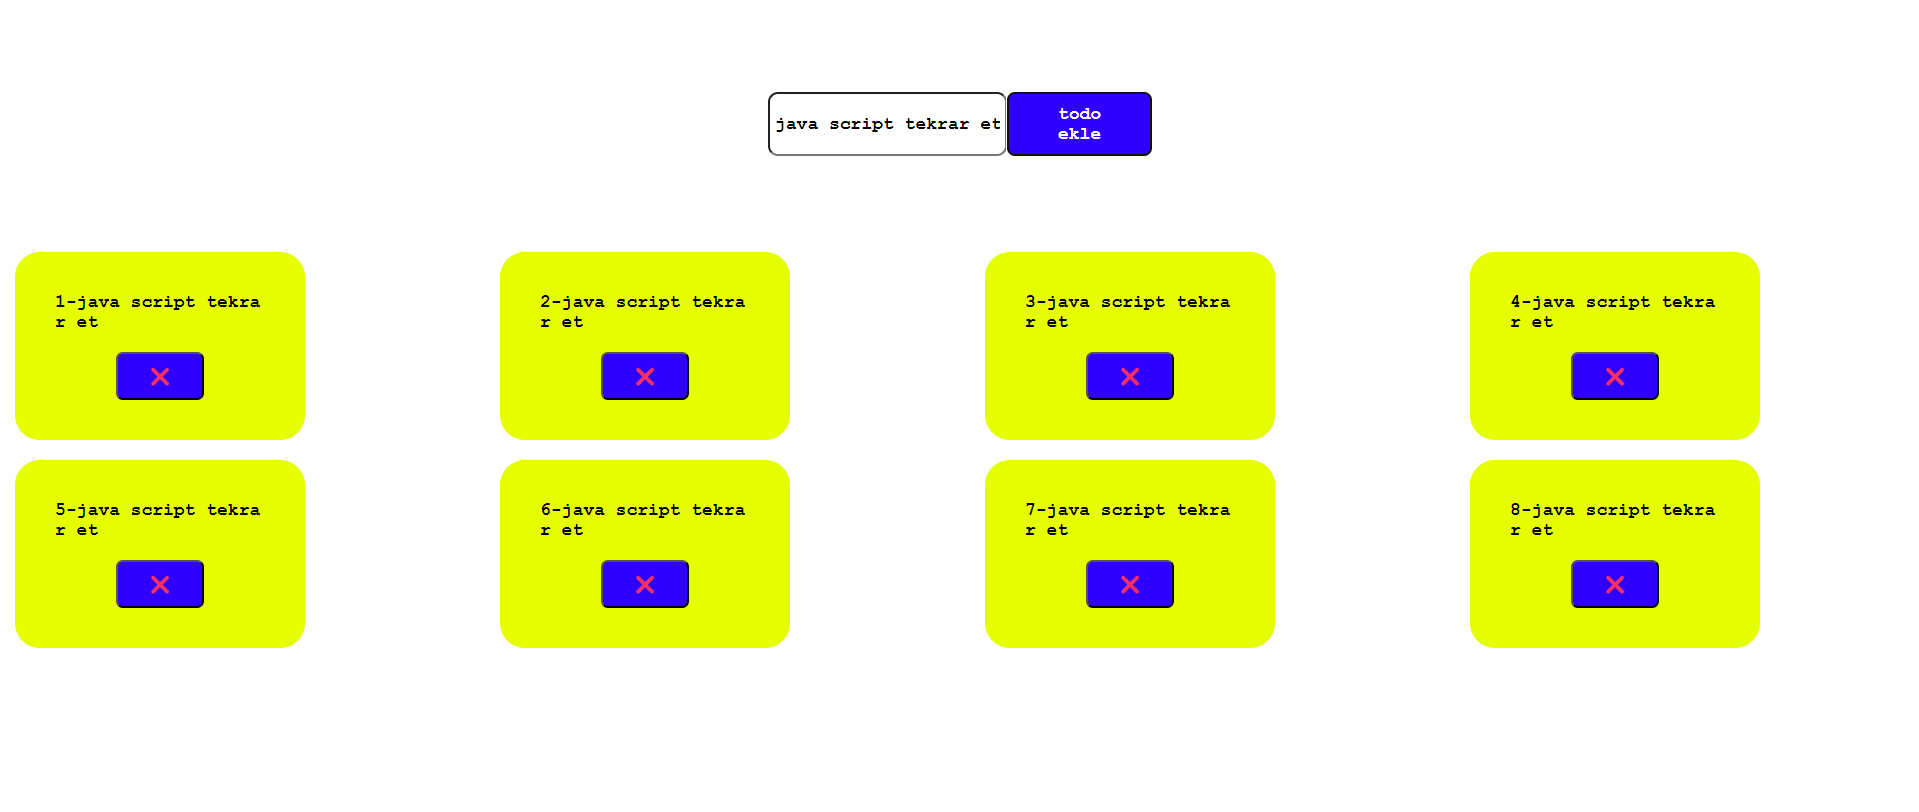 java script tekrar et
todo
ekle
1-java script tekra
r et
2-java script tekra
r et
3-java script tekra
r et
4-java script tekra
r et
5-java script tekra
r et
6-java script tekra
r et
7-java script tekra
r et
8-java script tekra
r et